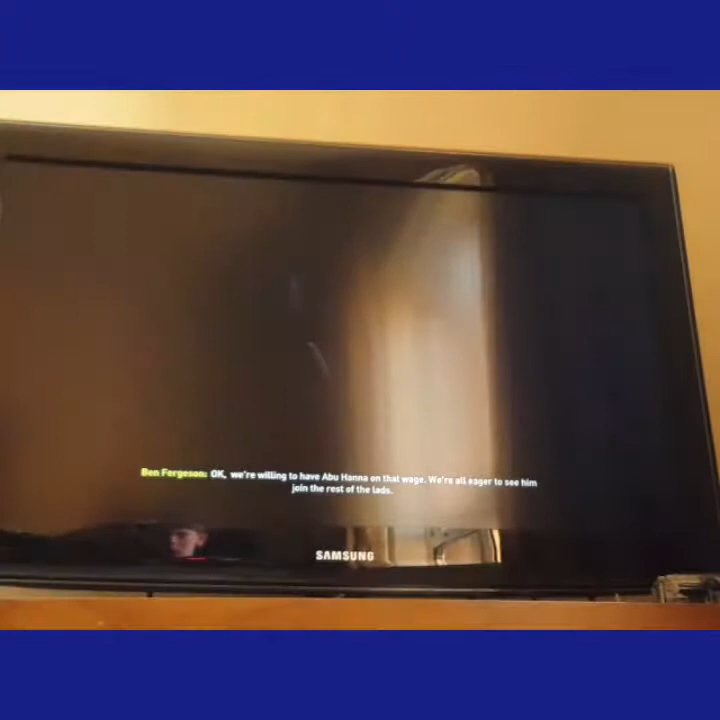 Ben Fergeson: OK, we're willing to have Abu Hanna on that wage. We're all eager to see him
join the rest of the lads.
SAMSUNG